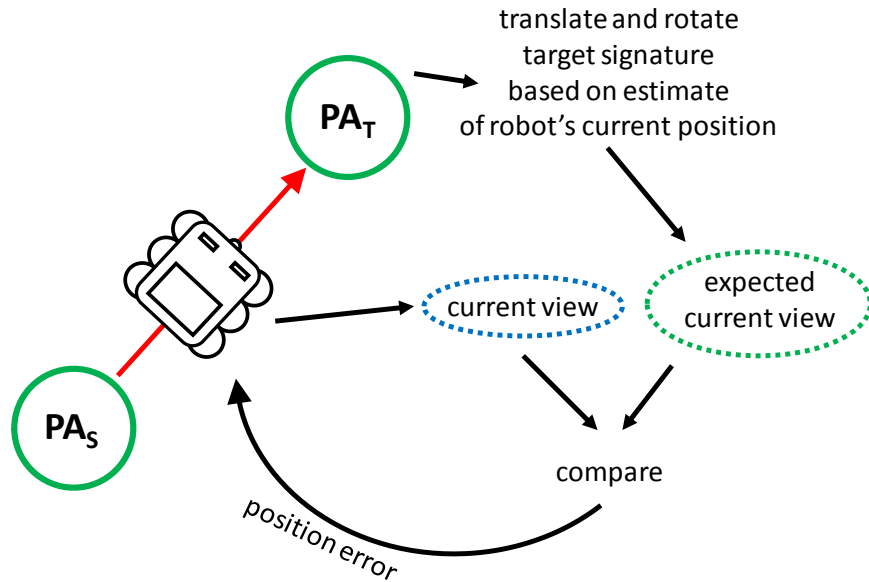 translate and rotate
target signature
based on estimate
of robot’s current position
PA_T
expected
current view
current view
PA_S
compare
position error